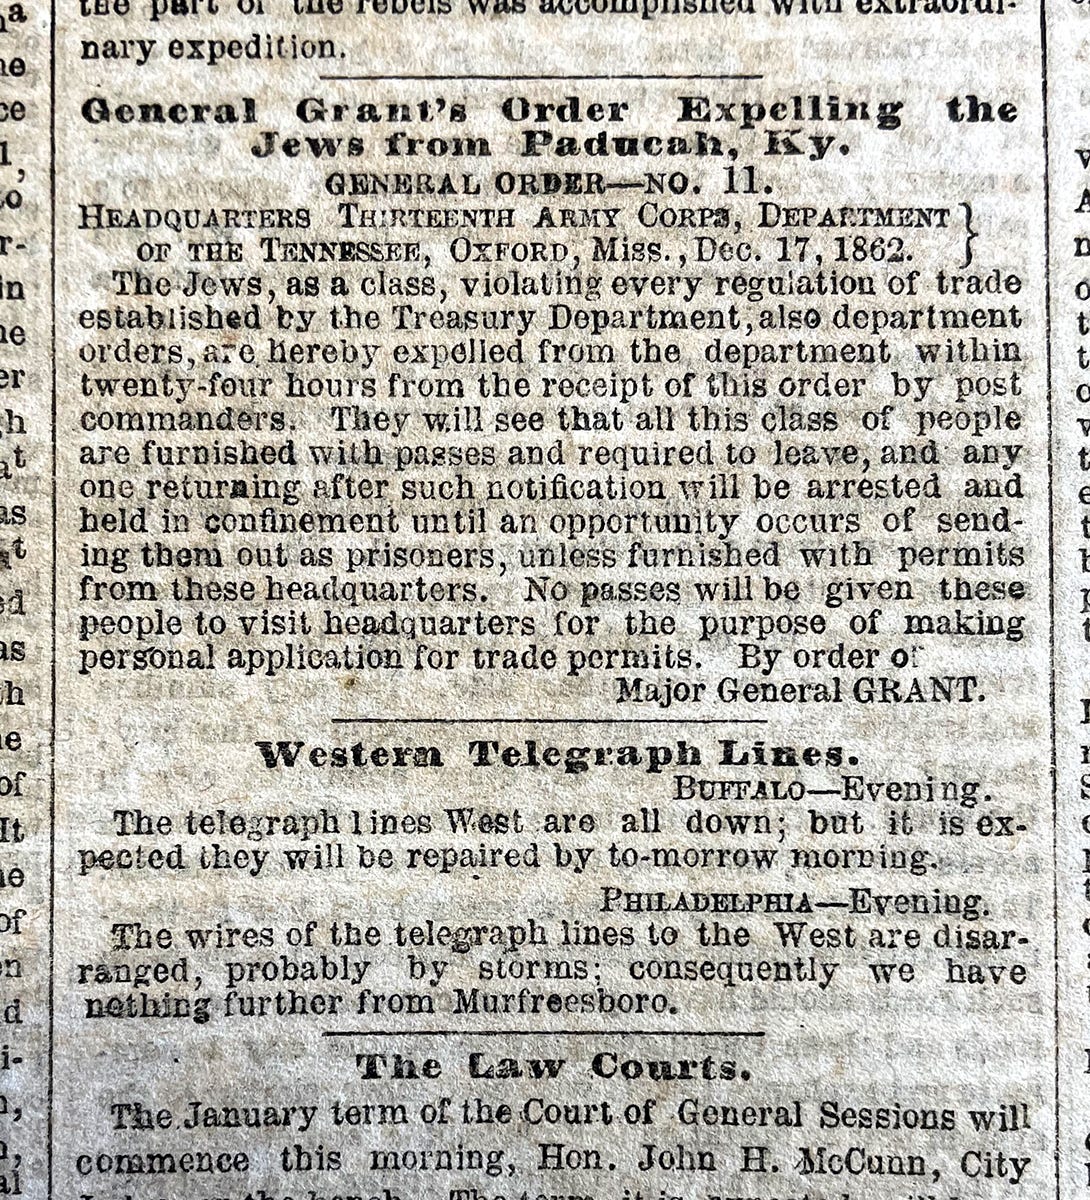 the part of the rebels was accomplished with extraordi-
nary expedition.
General Grant's Order Expelling the
Jews from Paducah, Ky.
GENERAL ORDER—NO. 11.
HEADQUARTERS THIRTEENTH ARMY CORPS, DEPARTMENT
OF THE TENNESSEE, OXFORD, Miss., Dec. 17, 1862.
The Jews, as a class, violating every regulation of trade
established by the Treasury Department, also department
orders, are hereby expelled from the department within
twenty-four hours from the receipt of this order by post
commanders. They will see that all this class of people
are furnished with passes and required to leave, and any
one returning after such notification will be arrested and
held in confinement until an opportunity occurs of send-
ing them out as prisoners, unless furnished with permits
from these headquarters. No passes will be given these
people to visit headquarters for the purpose of making
personal application for trade permits. By order of
Major General GRANT.
Western Telegraph Lines.
BUFFALO—Evening.
The telegraph lines West are all down; but it is ex-
pected they will be repaired by to-morrow morning.
PHILADELPHIA—Evening.
The wires of the telegraph lines to the West are disar-
ranged, probably by storms; consequently we have
nothing further from Murfreesboro.
The Law Courts.
The January term of the Court of General Sessions will
commence this morning, Hon. John H. McCunn, City